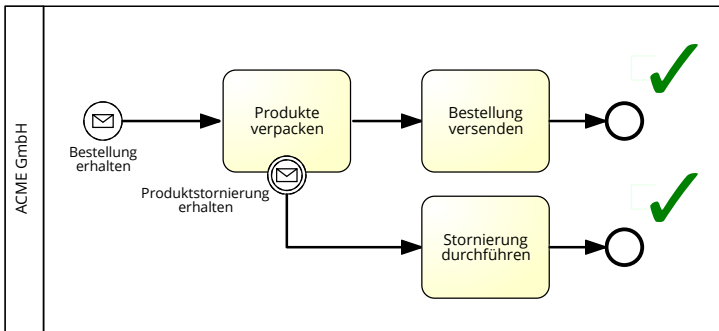 ACME GmbH
Bestellung
erhalten
Produkte
verpacken
Produktstornierung
erhalten
Bestellung
versenden
Stornierung
durchführen